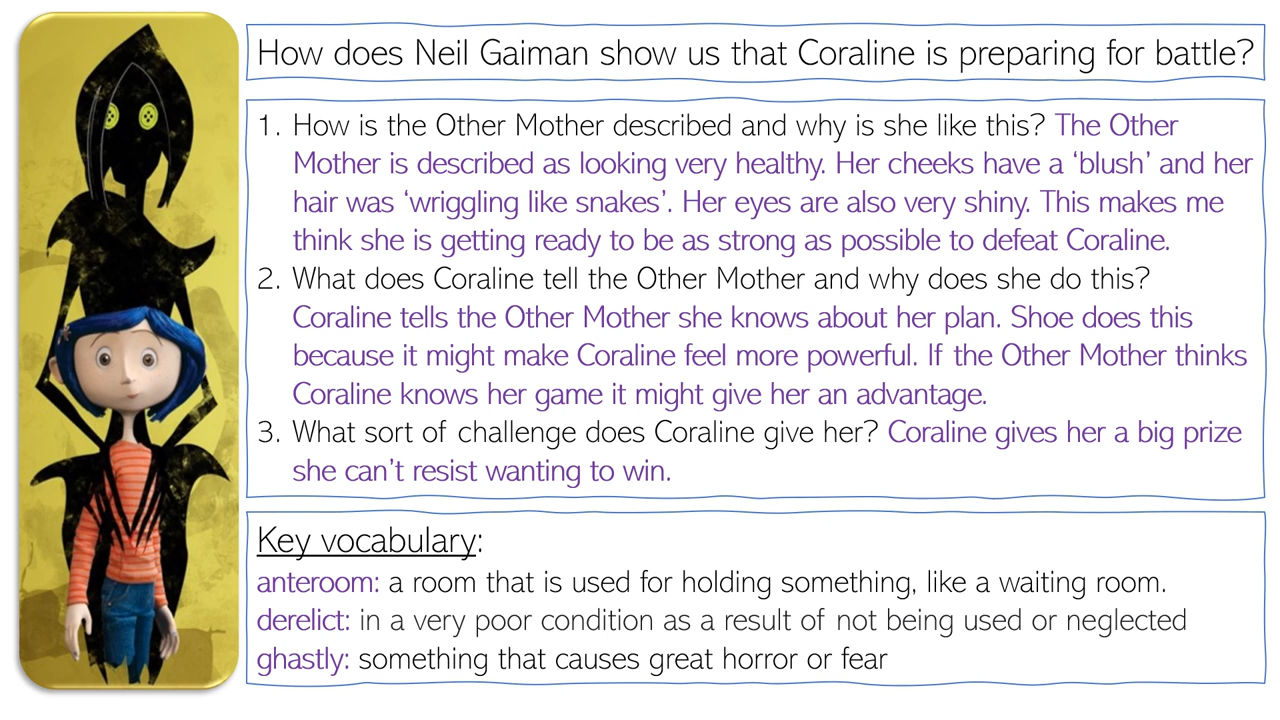 How does Neil Gaiman show us that Coraline is preparing for battle?
1. How is the Other Mother described and why is she like this? The Other
Mother is described as looking very healthy. Her cheeks have a ‘blush’ and her
hair was ‘wriggling like snakes’. Her eyes are also very shiny. This makes me
think she is getting ready to be as strong as possible to defeat Coraline.
2. What does Coraline tell the Other Mother and why does she do this?
Coraline tells the Other Mother she knows about her plan. Shoe does this
because it might make Coraline feel more powerful. If the Other Mother thinks
Coraline knows her game it might give her an advantage.
3. What sort of challenge does Coraline give her? Coraline gives her a big prize
she can’t resist wanting to win.
Key vocabulary:
anteroom: a room that is used for holding something, like a waiting room.
derelict: in a very poor condition as a result of not being used or neglected
ghastly: something that causes great horror or fear